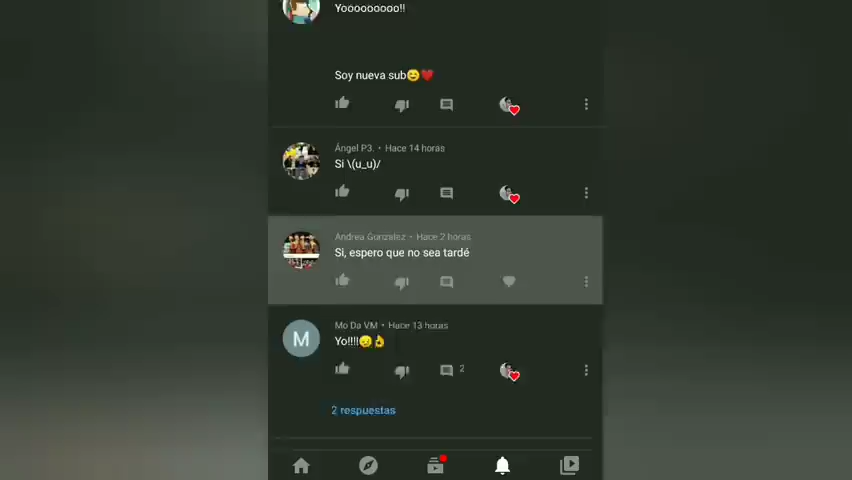 Yooooooooo!!
Soy nueva sub😊❤️
Ángel P3. • Hace 14 horas
Si \(u_u)/
Andrea Gonzalez • Hace 2 horas
Si, espero que no sea tardé
Mo Da VM • Hace 13 horas
M
Yo!!!!😞👌
2
2 respuestas